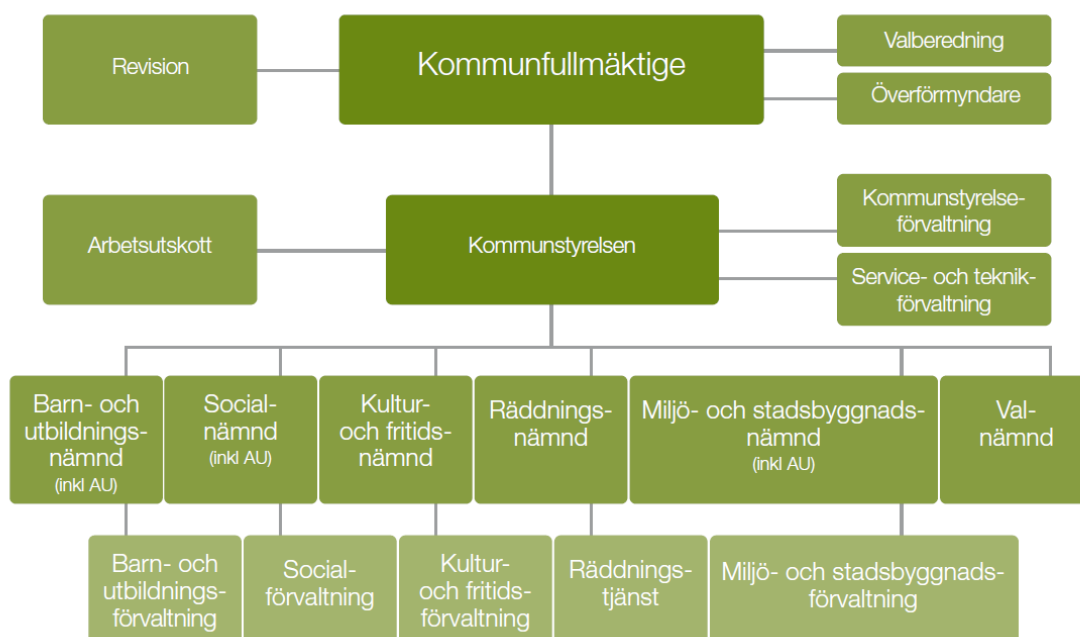 Revision
Kommunfullmäktige
Valberedning
Överförmyndare
Arbetsutskott
Kommunstyrelsen
Kommunstyrelse-
förvaltning
Service- och teknik-
förvaltning
Barn- och
utbildnings-
nämnd
(inkl AU)
Social-
nämnd
(inkl AU)
Kultur-
och fritids-
nämnd
Räddnings-
nämnd
Miljö- och stadsbyggnads-
nämnd
(inkl AU)
Val-
nämnd
Barn- och
utbildnings-
förvaltning
Social-
förvaltning
Kultur-
och fritids-
förvaltning
Räddnings-
tjänst
Miljö- och stadsbyggnads-
förvaltning